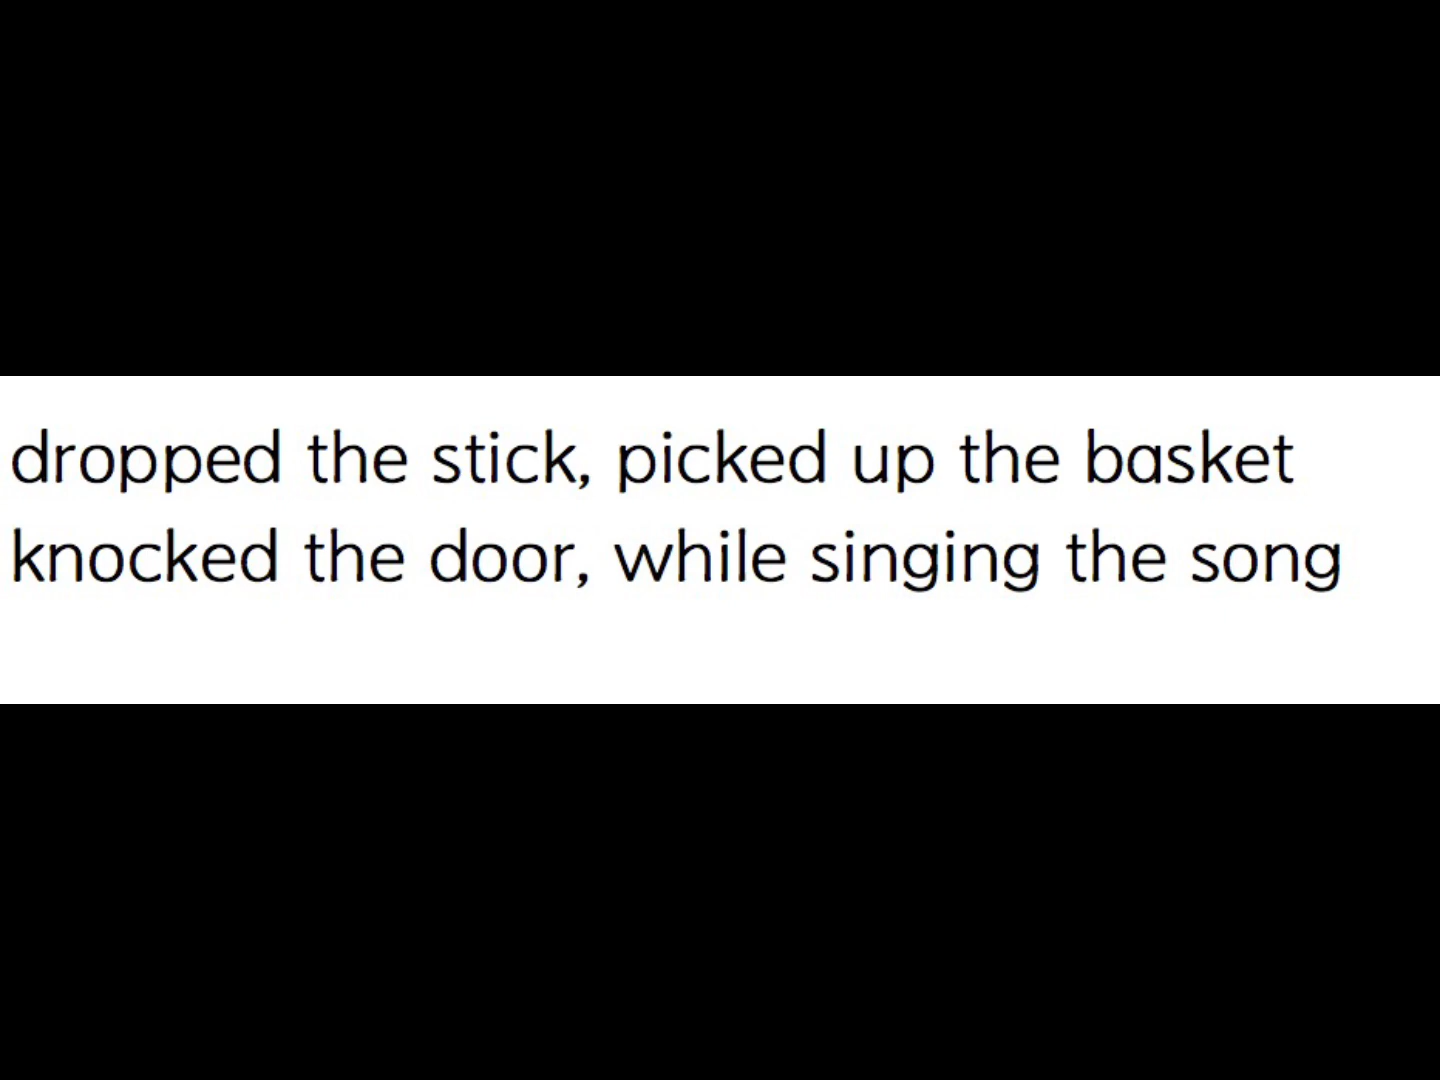 dropped the stick, picked up the basket
knocked the door, while singing the song